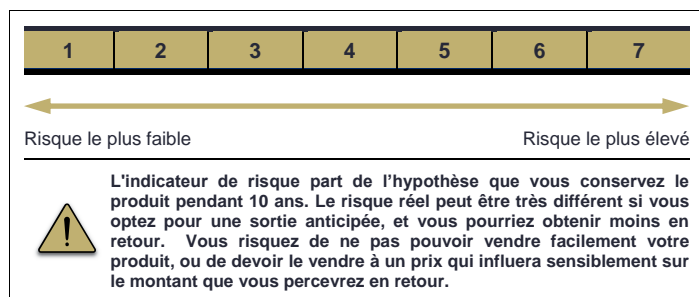 1 2 3 4 5 6 7
Risque le plus faible Risque le plus élevé
L'indicateur de risque part de l’hypothèse que vous conservez le
produit pendant 10 ans. Le risque réel peut être très différent si vous
optez pour une sortie anticipée, et vous pourriez obtenir moins en
retour. Vous risquez de ne pas pouvoir vendre facilement votre
produit, ou de devoir le vendre à un prix qui influera sensiblement sur
le montant que vous percevrez en retour.